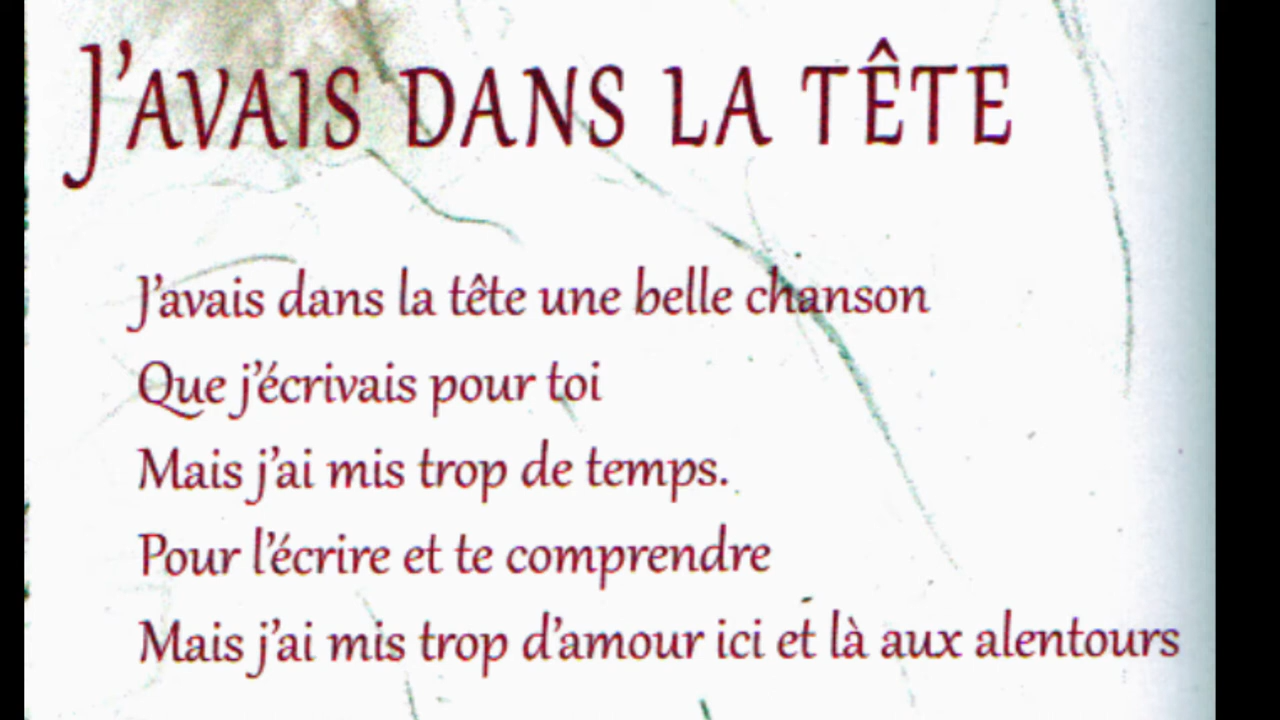 J'AVAIS DANS LA TÊTE
J'avais dans la tête une belle chanson
Que j'écrivais pour toi
Mais j'ai mis trop de temps.
Pour l'écrire et te comprendre
Mais j'ai mis trop d'amour ici et là aux alentours